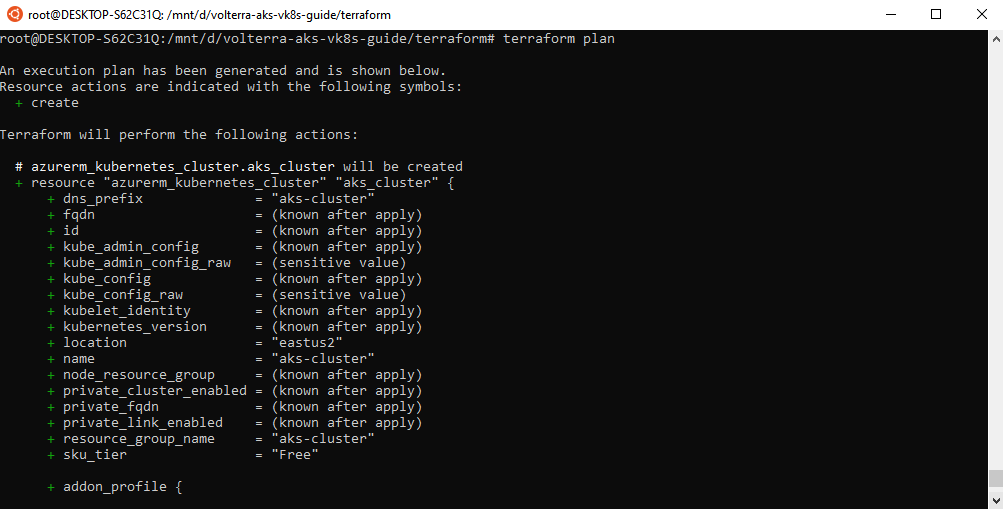 root@DESKTOP-S62C31Q: /mnt/d/volterra-aks-vk8s-guide/terraform
root@DESKTOP-S62C31Q:/mnt/d/volterra-aks-vk8s-guide/terraform# terraform plan
An execution plan has been generated and is shown below.
Resource actions are indicated with the following symbols:
  + create
Terraform will perform the following actions:
  # azurerm_kubernetes_cluster.aks_cluster will be created
  + resource "azurerm_kubernetes_cluster" "aks_cluster" {
      + dns_prefix              = "aks-cluster"
      + fqdn                    = (known after apply)
      + id                      = (known after apply)
      + kube_admin_config       = (known after apply)
      + kube_admin_config_raw   = (sensitive value)
      + kube_config             = (known after apply)
      + kube_config_raw         = (sensitive value)
      + kubelet_identity        = (known after apply)
      + kubernetes_version      = (known after apply)
      + location                = "eastus2"
      + name                    = "aks-cluster"
      + node_resource_group     = (known after apply)
      + private_cluster_enabled = (known after apply)
      + private_fqdn            = (known after apply)
      + private_link_enabled    = (known after apply)
      + resource_group_name     = "aks-cluster"
      + sku_tier                = "Free"
      + addon_profile {